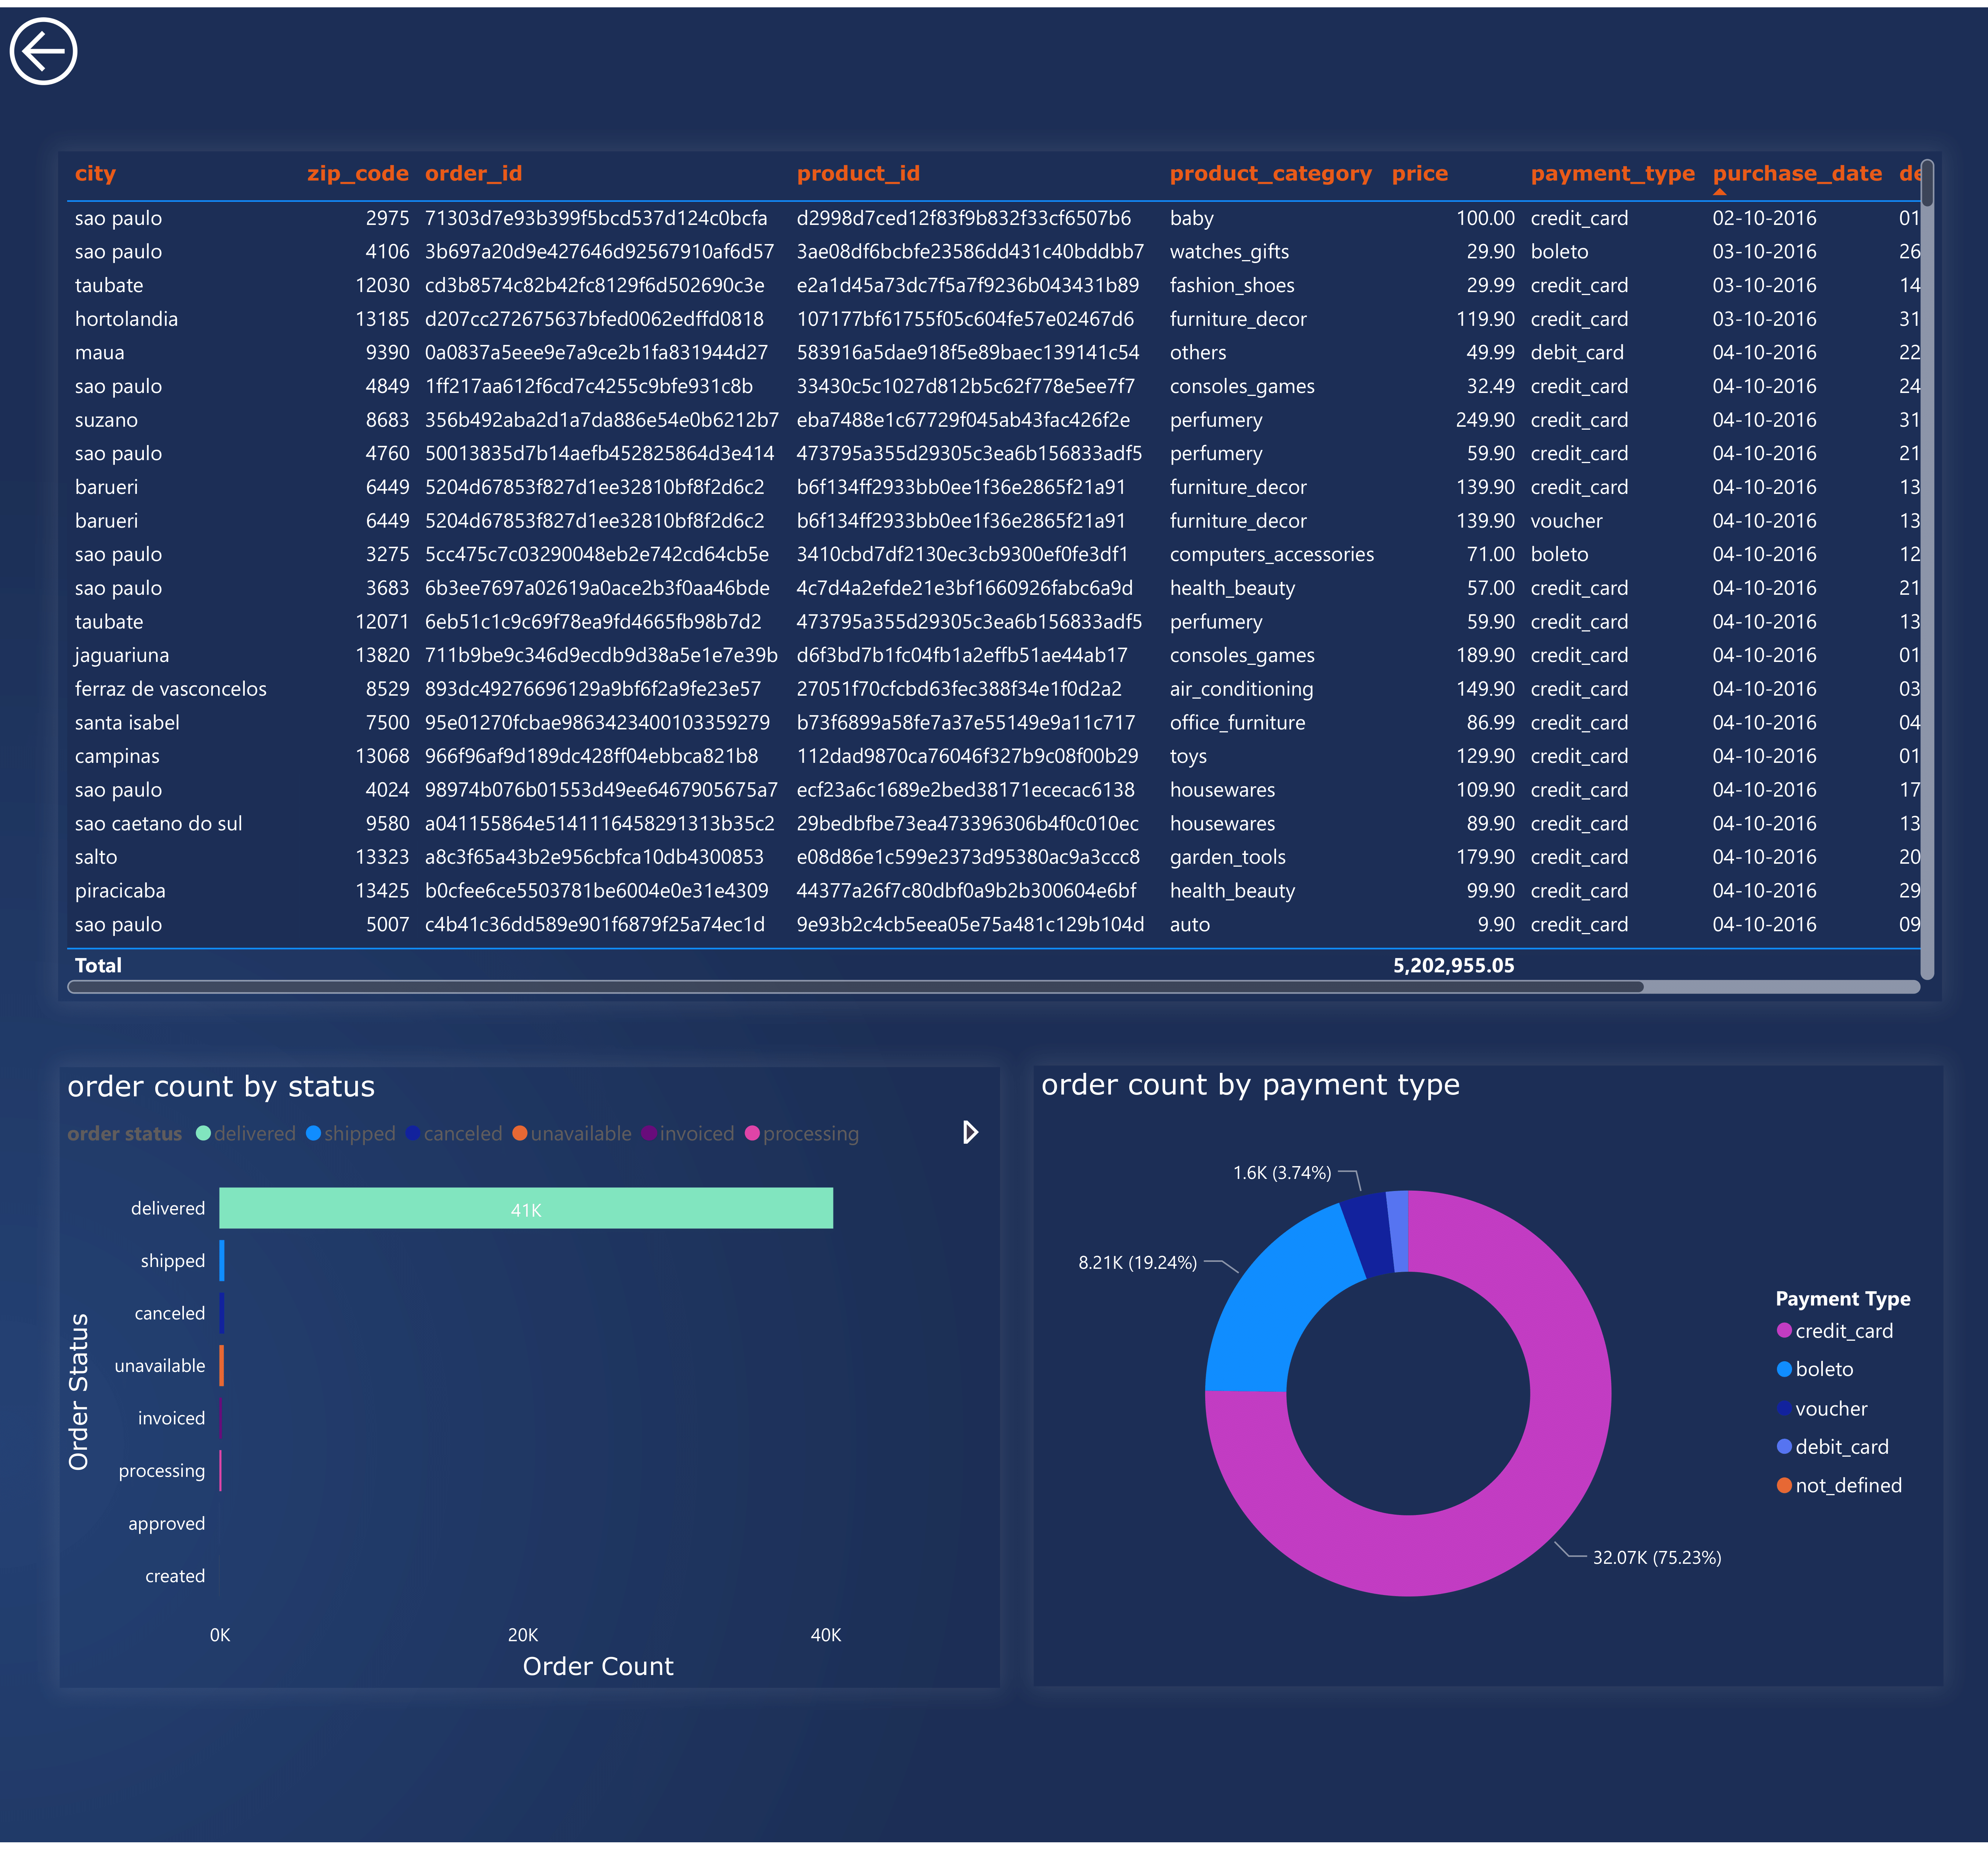 city zip_code order_id product_id product_category price payment_type purchase_date de
sao paulo 2975 71303d7e93b399f5bcd537d124c0bcfa d2998d7ced12f83f9b832f33cf6507b6 baby 100.00 credit_card 02-10-2016 01
sao paulo 4106 3b697a20d9e427646d92567910af6d57 3ae08df6bcbfe23586dd431c40bddbb7 watches_gifts 29.90 boleto 03-10-2016 26
taubate 12030 cd3b8574c82b42fc8129f6d502690c3e e2a1d45a73dc7f5a7f9236b043431b89 fashion_shoes 29.99 credit_card 03-10-2016 14
hortolandia 13185 d207cc272675637bfed0062edffd0818 107177bf61755f05c604fe57e02467d6 furniture_decor 119.90 credit_card 03-10-2016 31
maua 9390 0a0837a5eee9e7a9ce2b1fa831944d27 583916a5dae918f5e89baec139141c54 others 49.99 debit_card 04-10-2016 22
sao paulo 4849 1ff217aa612f6cd7c4255c9bfe931c8b 33430c5c1027d812b5c62f778e5ee7f7 consoles_games 32.49 credit_card 04-10-2016 24
suzano 8683 356b492aba2d1a7da886e54e0b6212b7 eba7488e1c67729f045ab43fac426f2e perfumery 249.90 credit_card 04-10-2016 31
sao paulo 4760 50013835d7b14aefb452825864d3e414 473795a355d29305c3ea6b156833adf5 perfumery 59.90 credit_card 04-10-2016 21
barueri 6449 5204d67853f827d1ee32810bf8f2d6c2 b6f134ff2933bb0ee1f36e2865f21a91 furniture_decor 139.90 credit_card 04-10-2016 13
barueri 6449 5204d67853f827d1ee32810bf8f2d6c2 b6f134ff2933bb0ee1f36e2865f21a91 furniture_decor 139.90 voucher 04-10-2016 13
sao paulo 3275 5cc475c7c03290048eb2e742cd64cb5e 3410cbd7df2130ec3cb9300ef0fe3df1 computers_accessories 71.00 boleto 04-10-2016 12
sao paulo 3683 6b3ee7697a02619a0ace2b3f0aa46bde 4c7d4a2efde21e3bf1660926fabc6a9d health_beauty 57.00 credit_card 04-10-2016 21
taubate 12071 6eb51c1c9c69f78ea9fd4665fb98b7d2 473795a355d29305c3ea6b156833adf5 perfumery 59.90 credit_card 04-10-2016 13
jaguariuna 13820 711b9be9c346d9ecdb9d38a5e1e7e39b d6f3bd7b1fc04fb1a2effb51ae44ab17 consoles_games 189.90 credit_card 04-10-2016 01
ferraz de vasconcelos 8529 893dc49276696129a9bf6f2a9fe23e57 27051f70cfcbd63fec388f34e1f0d2a2 air_conditioning 149.90 credit_card 04-10-2016 03
santa isabel 7500 95e01270fcbae9863423400103359279 b73f6899a58fe7a37e55149e9a11c717 office_furniture 86.99 credit_card 04-10-2016 04
campinas 13068 966f96af9d189dc428ff04ebbca821b8 112dad9870ca76046f327b9c08f00b29 toys 129.90 credit_card 04-10-2016 01
sao paulo 4024 98974b076b01553d49ee6467905675a7 ecf23a6c1689e2bed38171ececac6138 housewares 109.90 credit_card 04-10-2016 17
sao caetano do sul 9580 a041155864e5141116458291313b35c2 29bedbfbe73ea473396306b4f0c010ec housewares 89.90 credit_card 04-10-2016 13
salto 13323 a8c3f65a43b2e956cbfca10db4300853 e08d86e1c599e2373d95380ac9a3ccc8 garden_tools 179.90 credit_card 04-10-2016 20
piracicaba 13425 b0cfee6ce5503781be6004e0e31e4309 44377a26f7c80dbf0a9b2b300604e6bf health_beauty 99.90 credit_card 04-10-2016 29
sao paulo 5007 c4b41c36dd589e901f6879f25a74ec1d 9e93b2c4cb5eea05e75a481c129b104d auto 9.90 credit_card 04-10-2016 09
Total 5,202,955.05
order count by status
order status delivered shipped canceled unavailable invoiced processing
Order Status
delivered 41K
shipped
canceled
unavailable
invoiced
processing
approved
created
0K 20K 40K
Order Count
order count by payment type
1.6K (3.74%)
8.21K (19.24%)
32.07K (75.23%)
Payment Type
credit_card
boleto
voucher
debit_card
not_defined